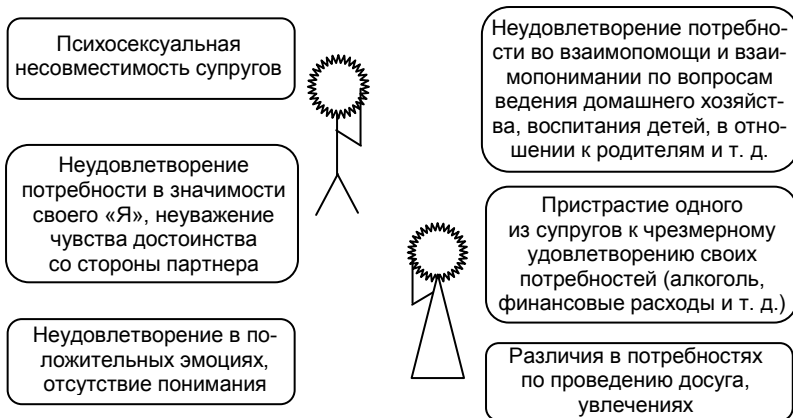 Психосексуальная
несовместимость супругов
Неудовлетворение
потребности в значимости
своего «Я», неуважение
чувства достоинства
со стороны партнера
Неудовлетворение в по-
ложительных эмоциях,
отсутствие понимания
Неудовлетворение потребно-
сти во взаимопомощи и взаи-
мопонимании по вопросам
ведения домашнего хозяйст-
ва, воспитания детей, в отно-
шении к родителям и т. д.
Пристрастие одного
из супругов к чрезмерному
удовлетворению своих
потребностей (алкоголь,
финансовые расходы и т. д.)
Различия в потребностях
по проведению досуга,
увлечениях